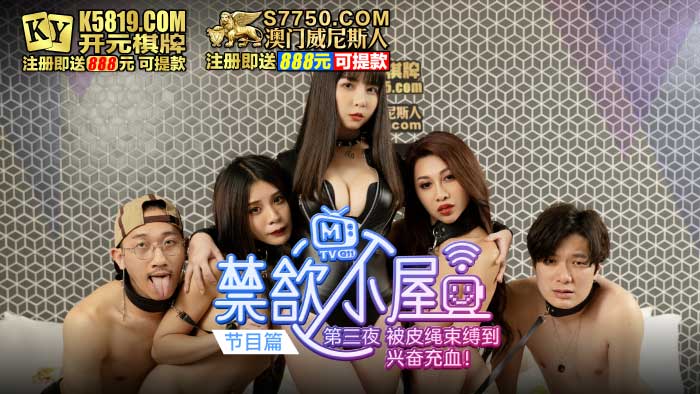 KY
K5819.COM
开元棋牌
注册即送888元 可提款
S7750.COM
澳门威尼斯人
注册即送 888元 可提款
棋牌
5.com
尼斯人
com
M
TV
禁欲小屋
节目篇
第三夜 被皮绳束缚到
兴奋充血!